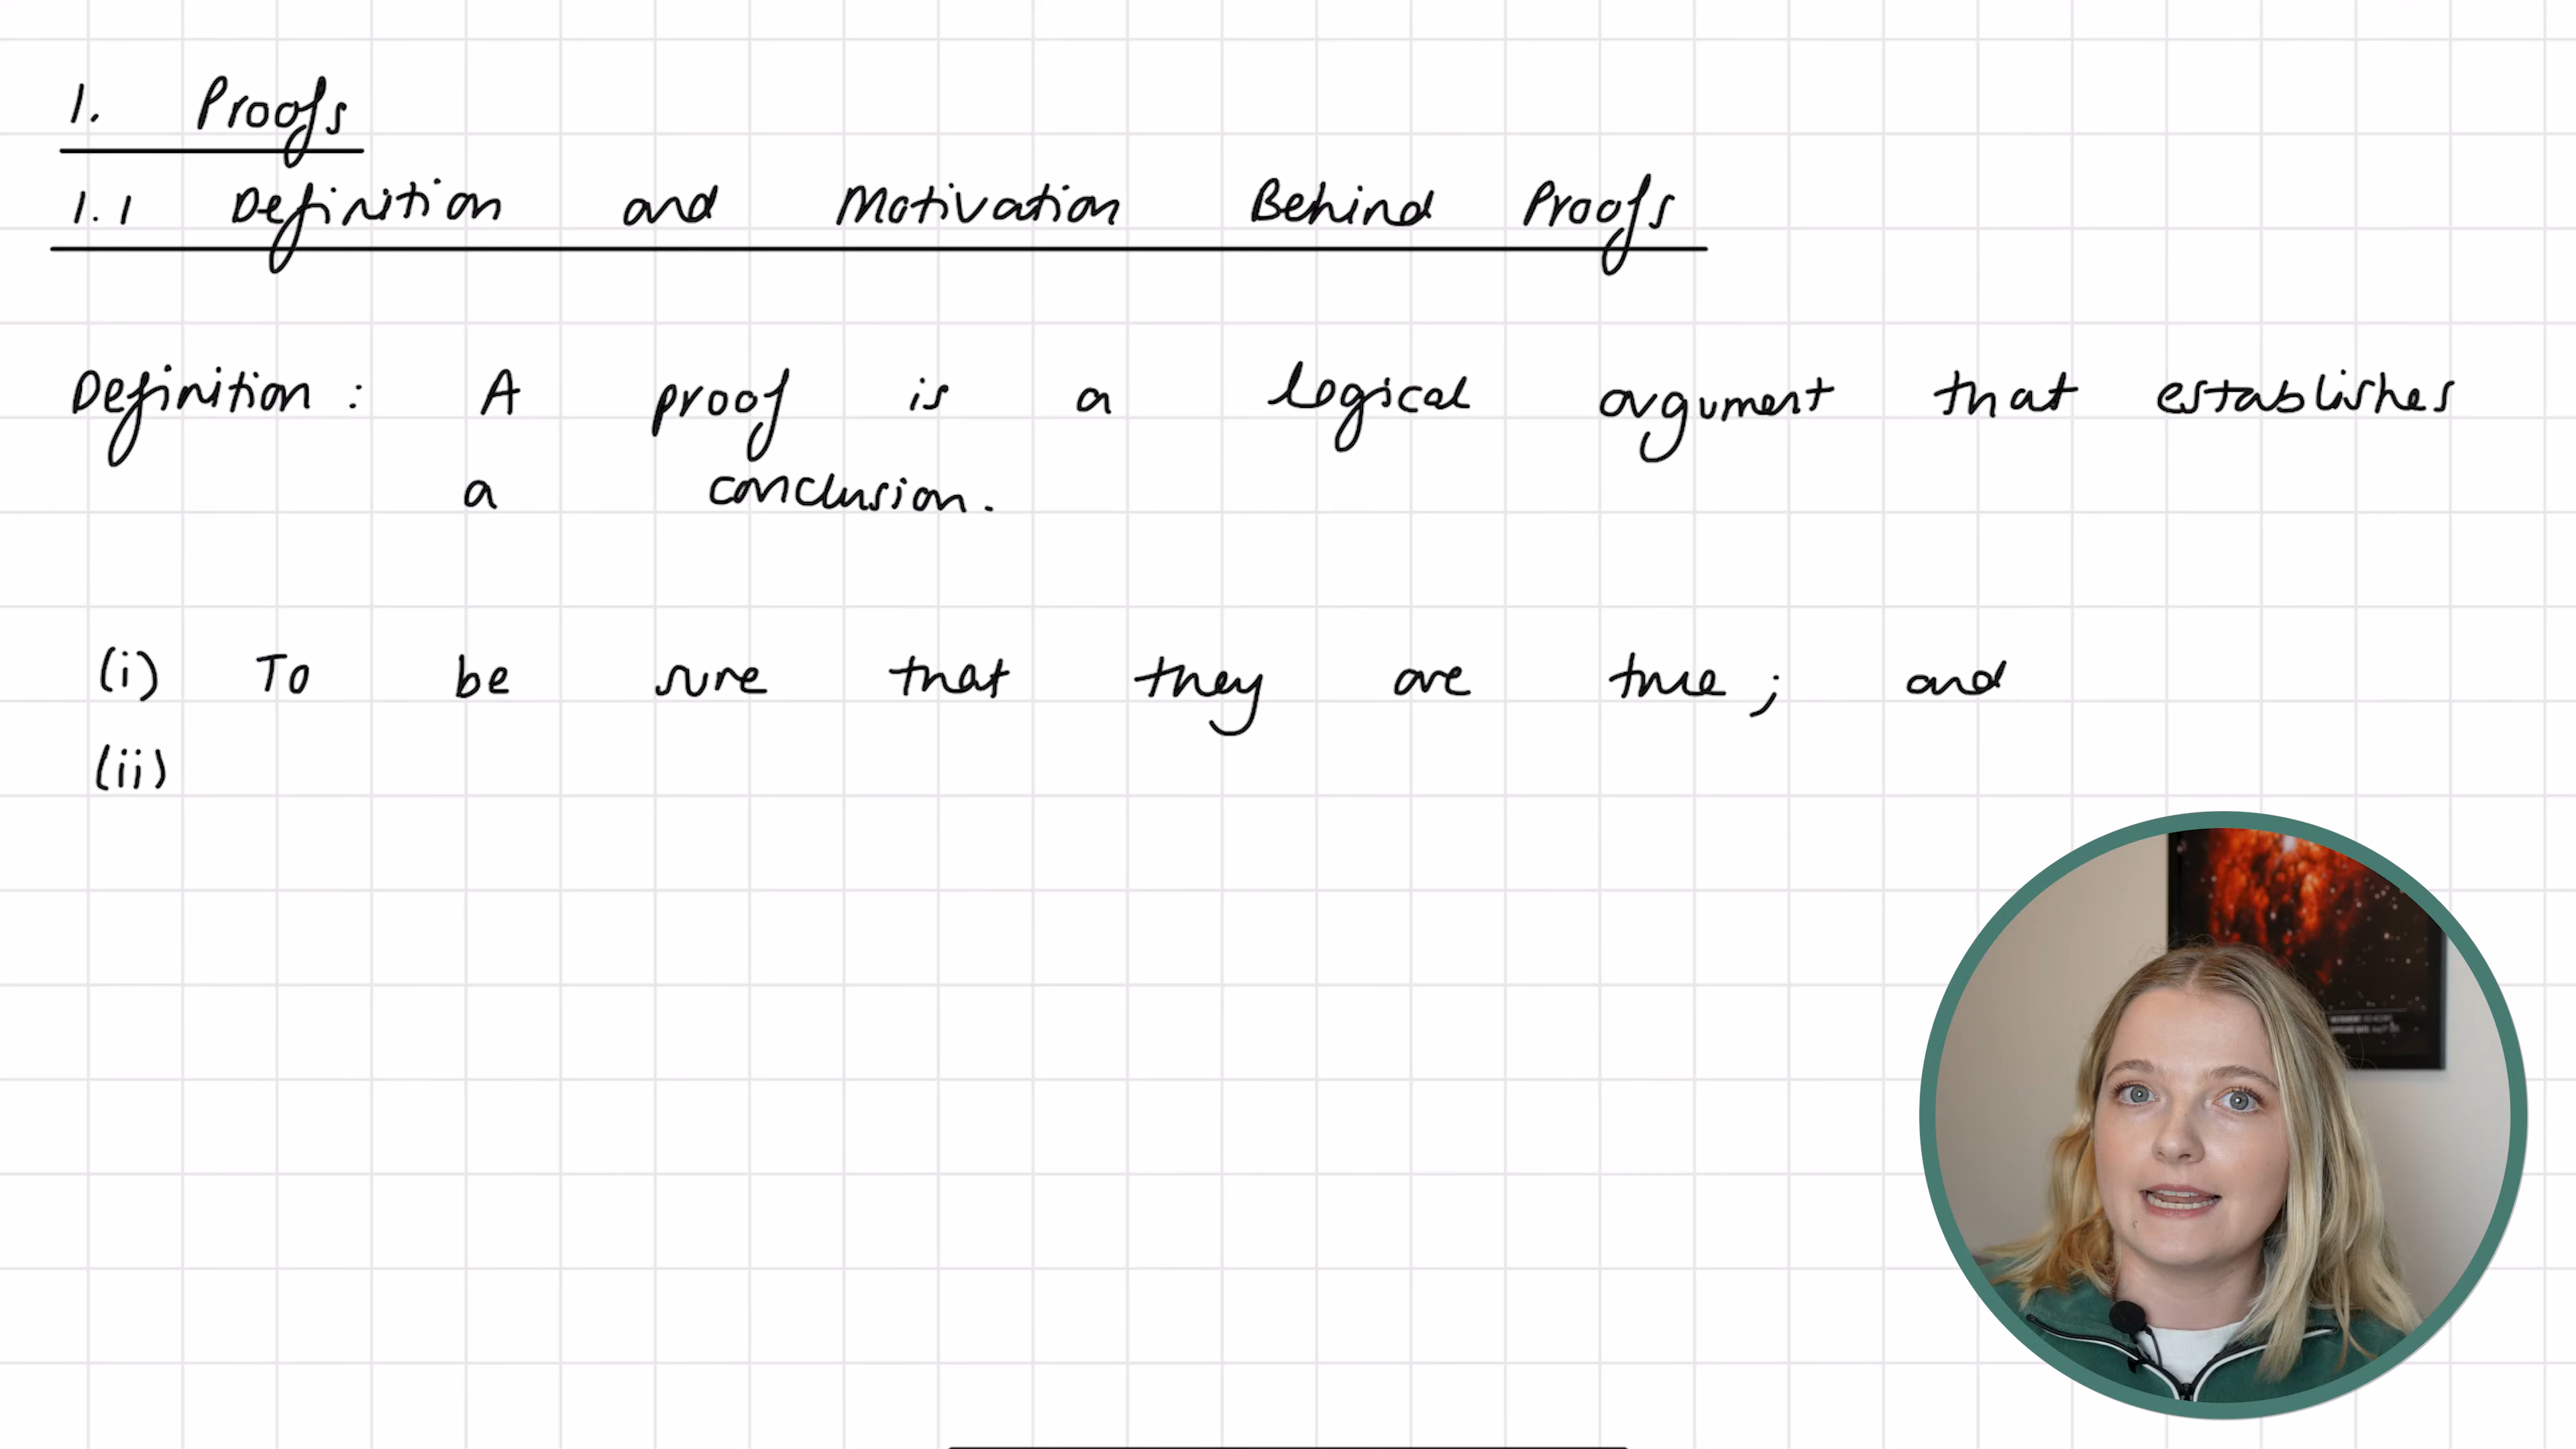 1. Proofs
1.1 Definition and Motivation Behind Proofs
Definition: A proof is a logical argument that establishes
a conclusion.
(i) To be sure that they are true; and
(ii)